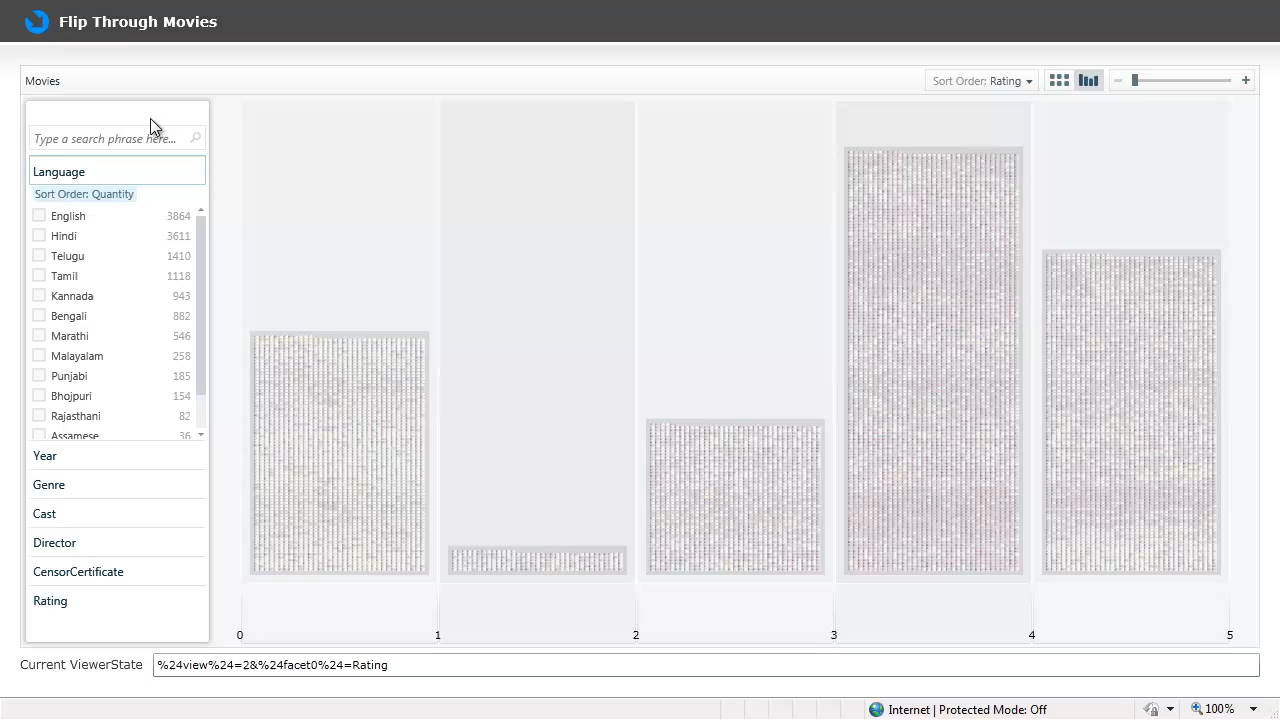 Flip Through Movies
Movies
Sort Order: Rating
Type a search phrase here...
Language
Sort Order: Quantity
English 3864
Hindi 3611
Telugu 1410
Tamil 1118
Kannada 943
Bengali 882
Marathi 546
Malayalam 258
Punjabi 185
Bhojpuri 154
Rajasthani 82
Assamese 36
Year
Genre
Cast
Director
CensorCertificate
Rating
0 1 2 3 4 5
Current ViewerState %24view%24=2&%24facet0%24=Rating
Internet | Protected Mode: Off
100%